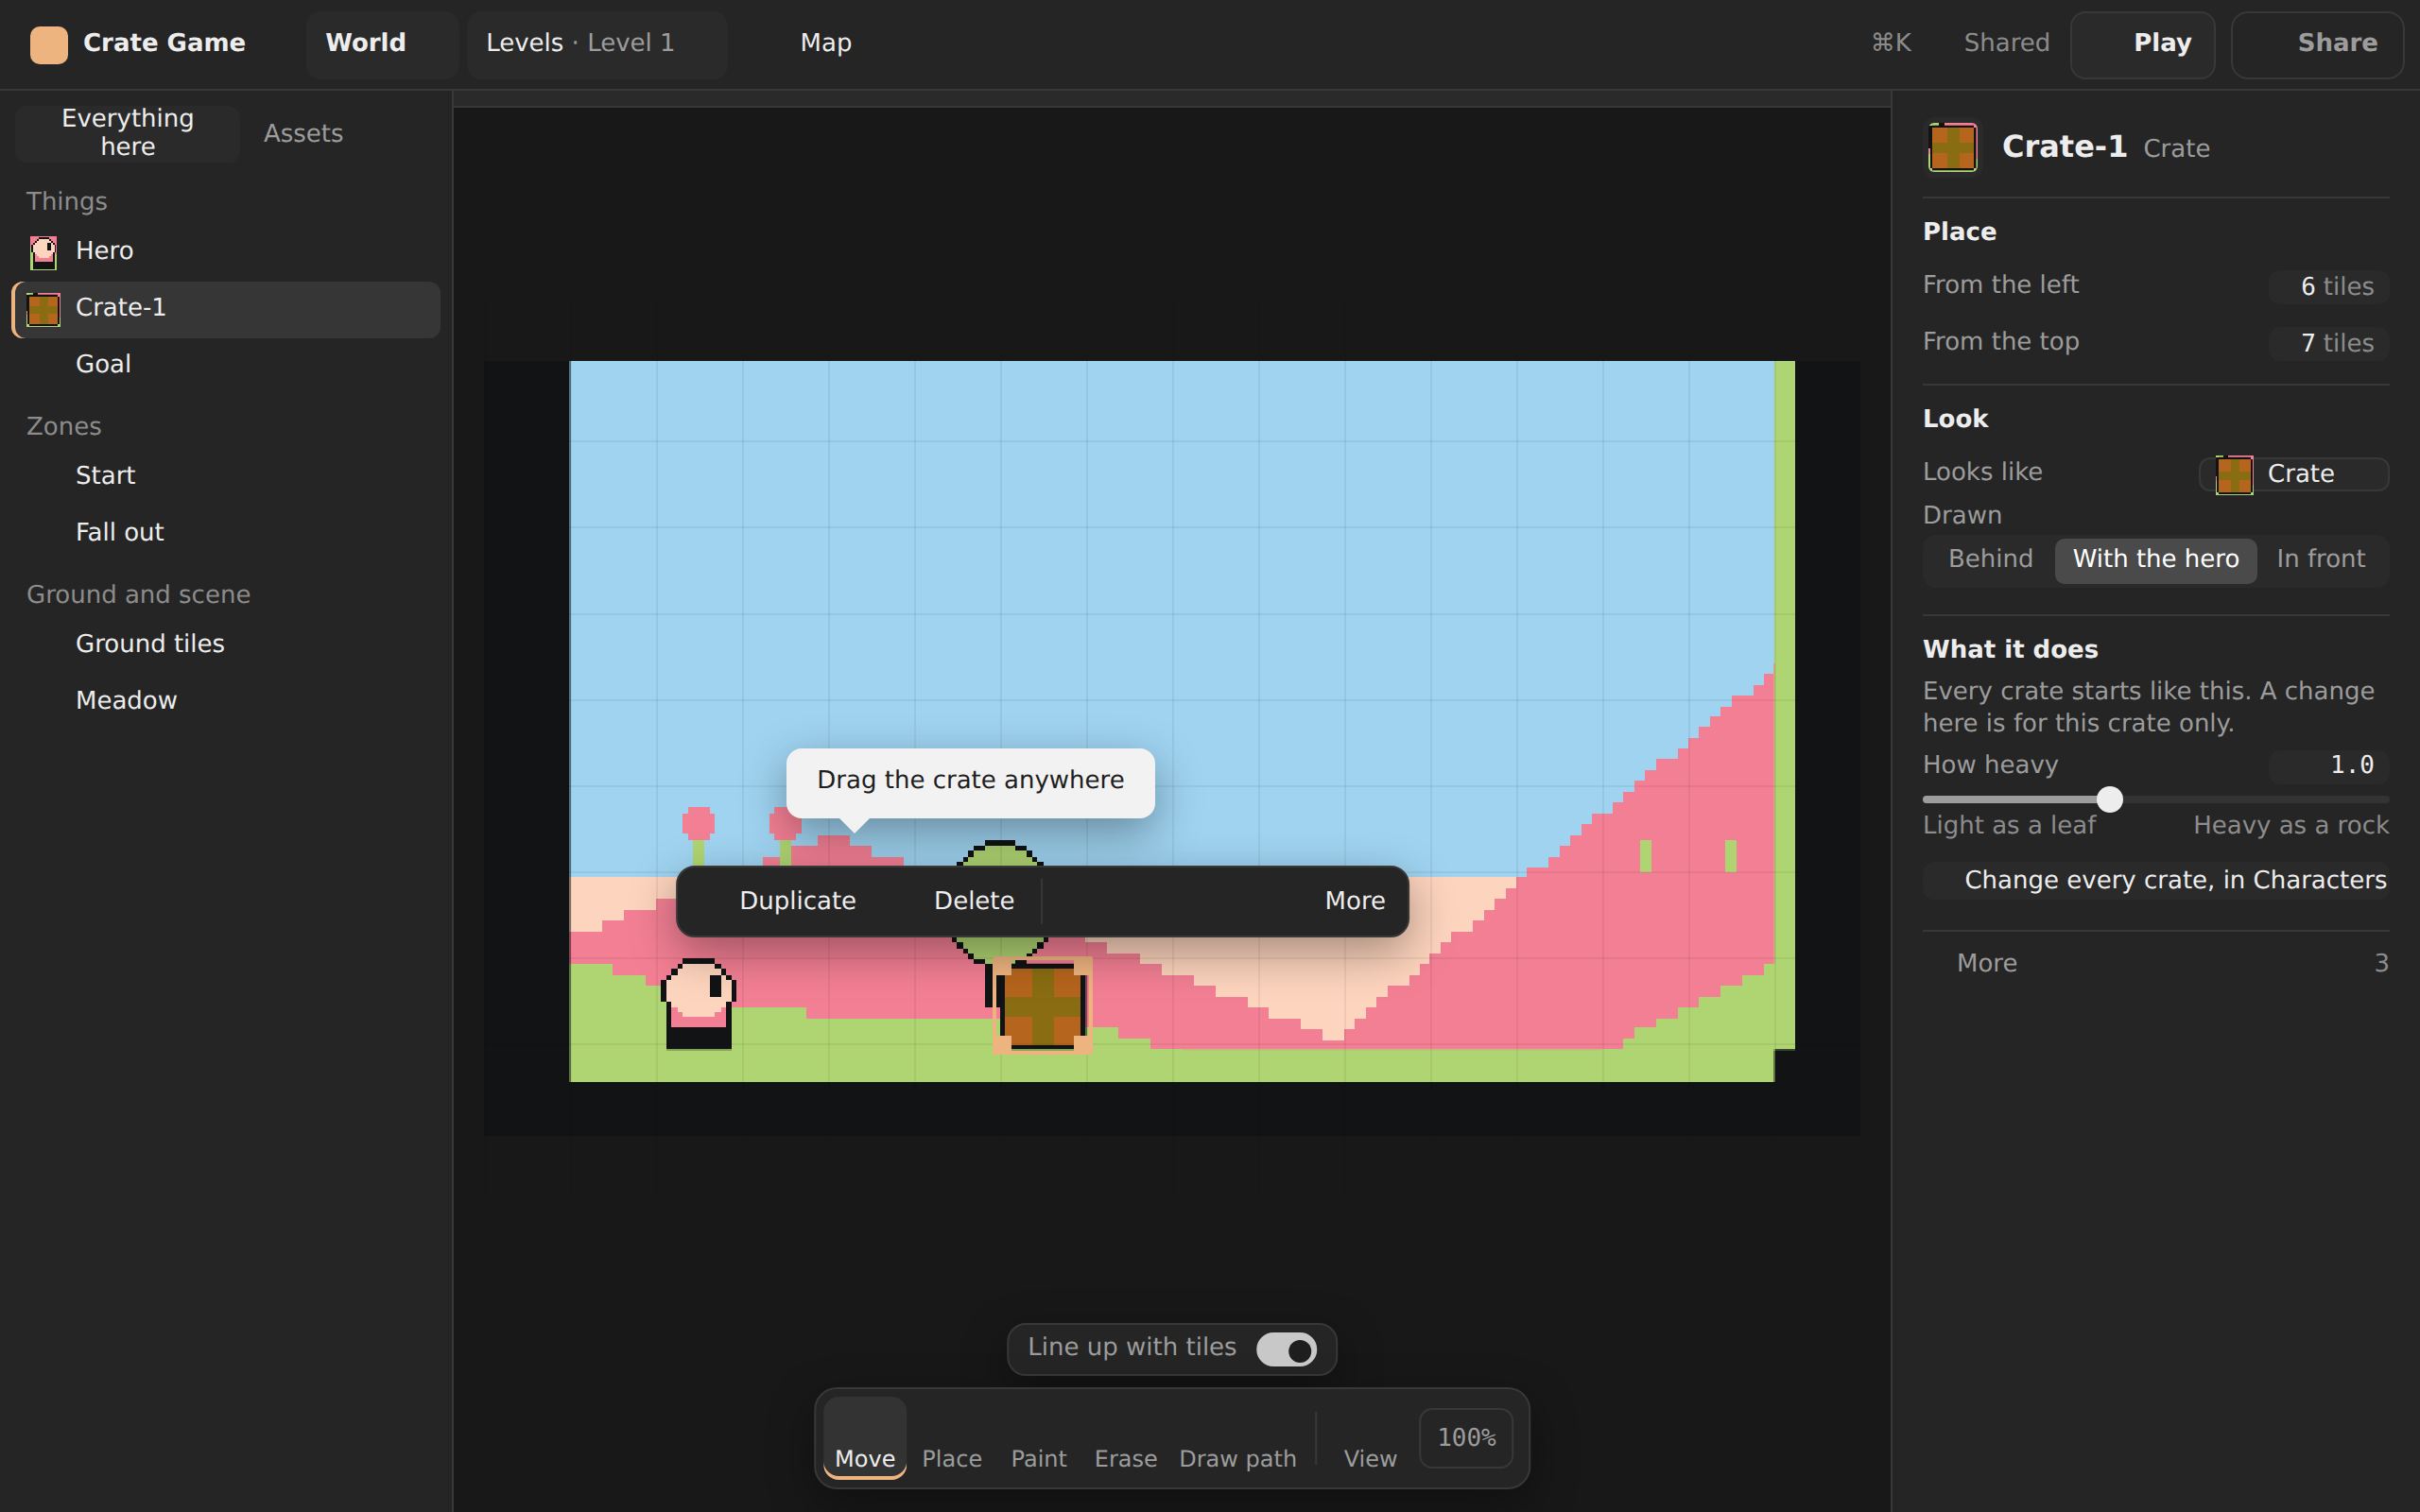 Crate Game
World
Levels · Level 1
Map
⌘K
Shared
Play
Share
Everything
here
Assets
Things
Hero
Crate-1
Goal
Zones
Start
Fall out
Ground and scene
Ground tiles
Meadow
Drag the crate anywhere
Duplicate
Delete
More
Line up with tiles
Move
Place
Paint
Erase
Draw path
View
100%
Crate-1 Crate
Place
From the left
6 tiles
From the top
7 tiles
Look
Looks like
Crate
Drawn
Behind
With the hero
In front
What it does
Every crate starts like this. A change
here is for this crate only.
How heavy
1.0
Light as a leaf
Heavy as a rock
Change every crate, in Characters
More
3